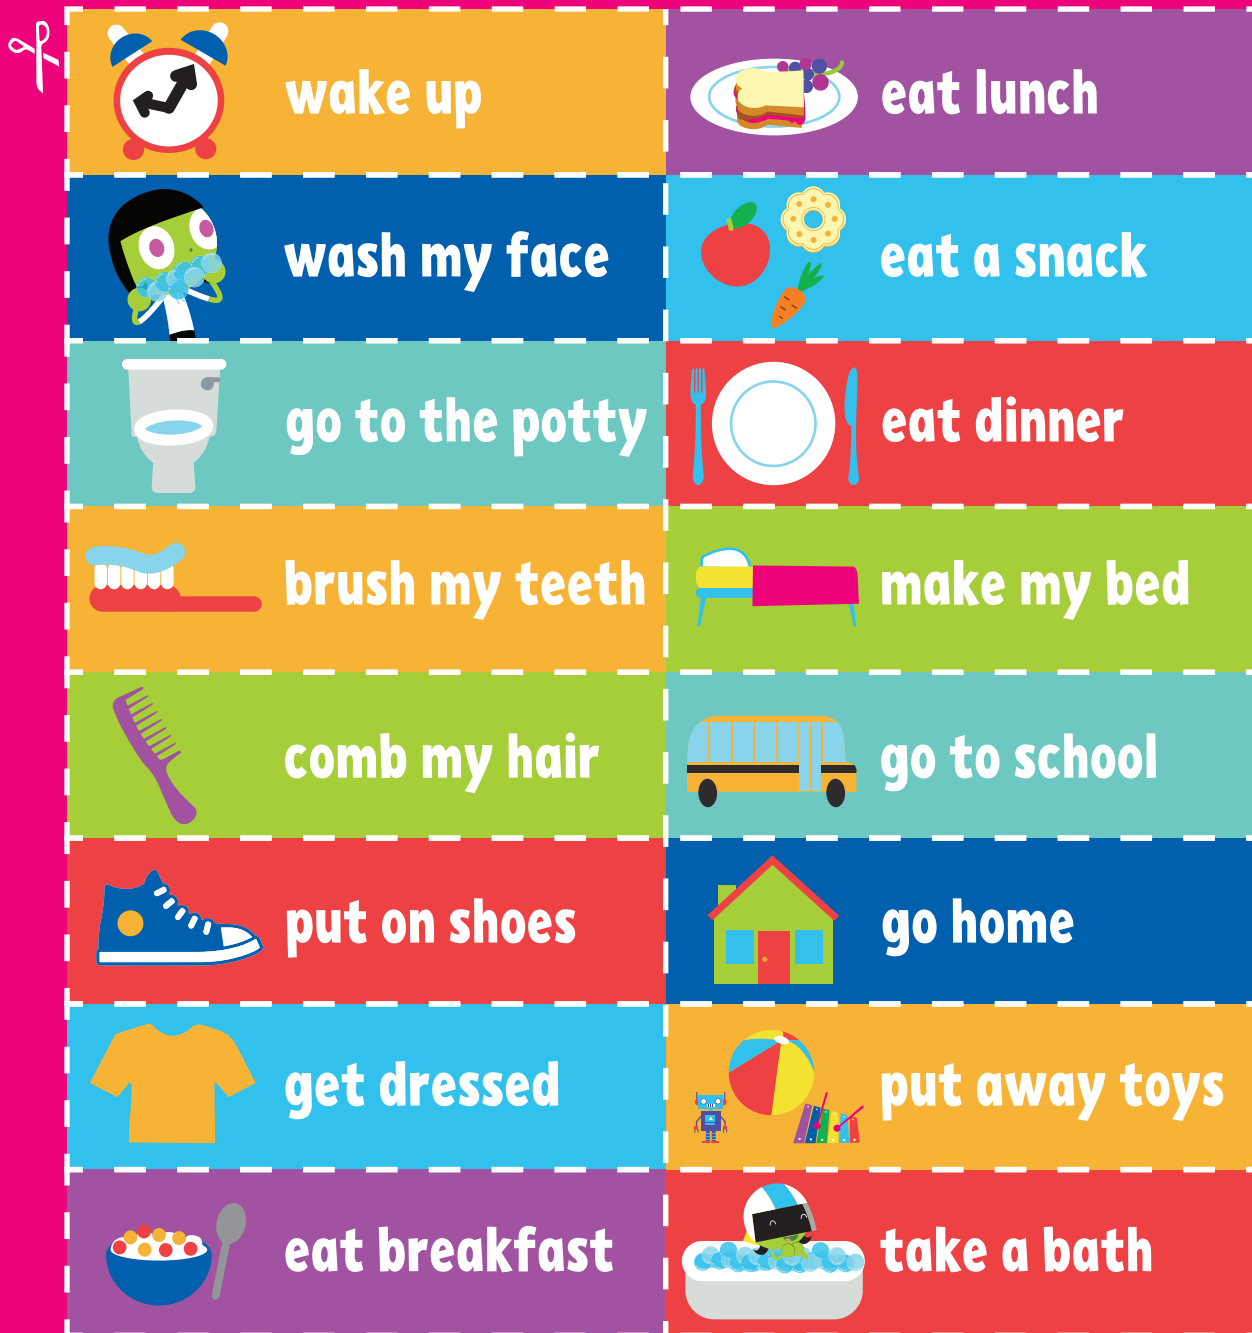 wake up
wash my face
go to the potty
brush my teeth
comb my hair
put on shoes
get dressed
eat breakfast
eat lunch
eat a snack
eat dinner
make my bed
go to school
go home
put away toys
take a bath